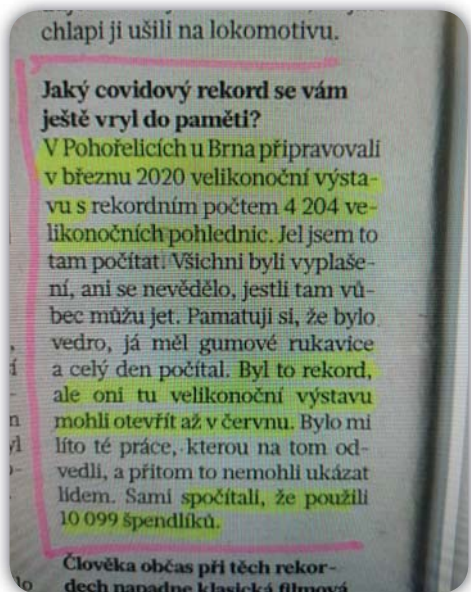 chlapi ji ušili na lokomotivu.
Jaký covidový rekord se vám
ještě vryl do paměti?
V Pohořelicích u Brna připravovali
v březnu 2020 velikonoční výsta-
vu s rekordním počtem 4 204 ve-
likonočních pohlednic. Jel jsem to
tam počítat. Všichni byli vyplaše-
ní, ani se nevědělo, jestli tam vů-
bec můžu jet. Pamatuji si, že bylo
vedro, já měl gumové rukavice
a celý den počítal. Byl to rekord,
ale oni tu velikonoční výstavu
mohli otevřít až v červnu. Bylo mi
líto té práce, kterou na tom od-
vedli, a přitom to nemohli ukázat
lidem. Sami spočítali, že použili
10 099 špendlíků.
Člověka občas při těch rekor-
dech napadne klasická filmová